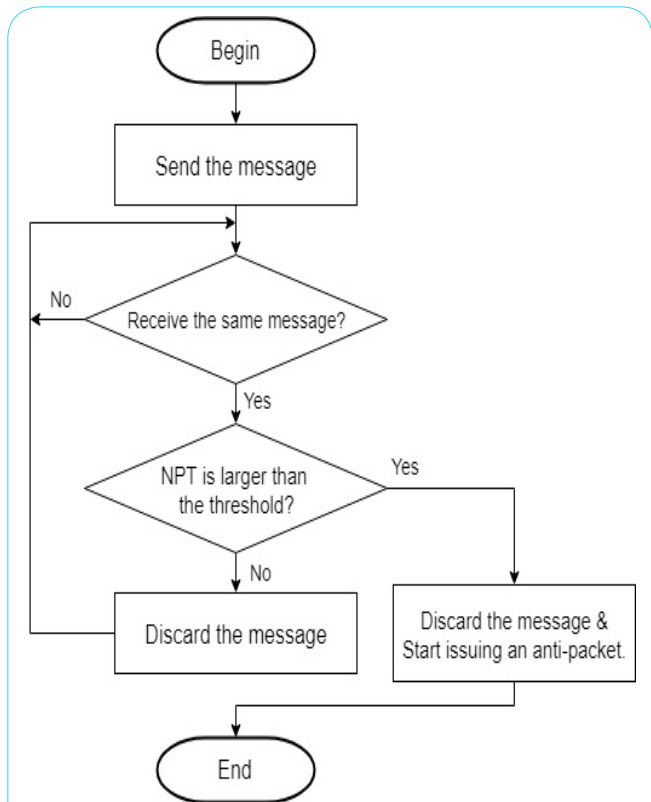 Begin
Send the message
No
Receive the same message?
Yes
NPT is larger than
the threshold?
Yes
No
Discard the message
Discard the message &
Start issuing an anti-packet.
End